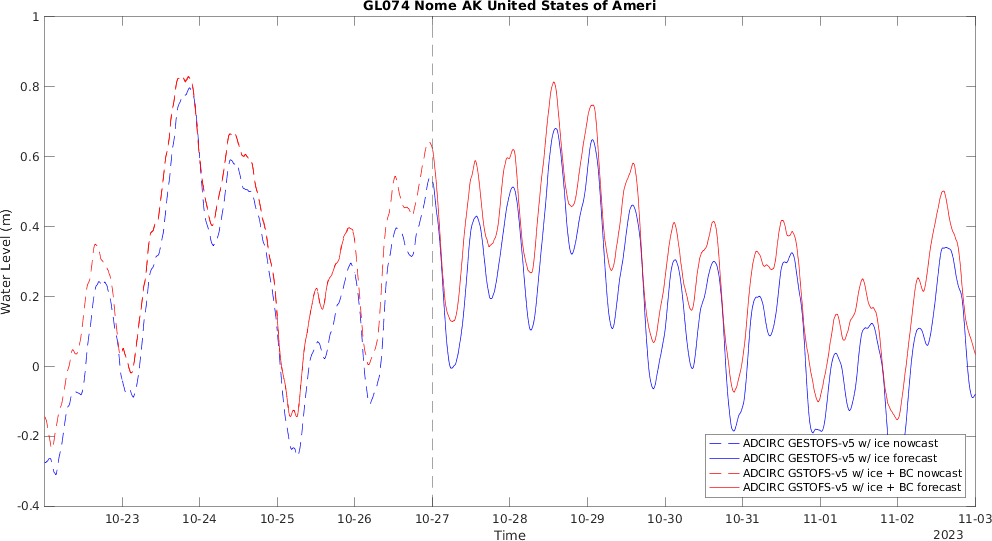 GL074 Nome AK United States of Ameri
1
0.8
0.6
0.4
0.2
0
-0.2
-0.4
Water Level (m)
ADCIRC GESTOFS-v5 w/ ice nowcast
ADCIRC GESTOFS-v5 w/ ice forecast
ADCIRC GSTOFS-v5 w/ ice + BC nowcast
ADCIRC GSTOFS-v5 w/ ice + BC forecast
10-23 10-24 10-25 10-26 10-27 10-28 10-29 10-30 10-31 11-01 11-02 11-03
Time
2023